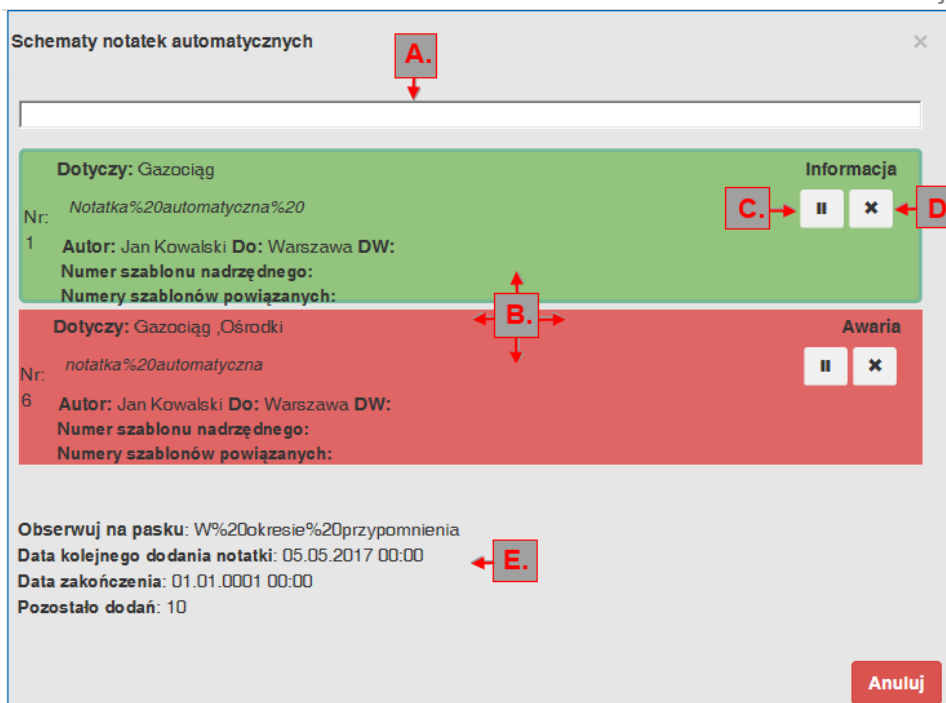 Schematy notatek automatycznych ×
A.
Dotyczy: Gazociąg Informacja
Notatka%20automatyczna%20
C. D
Nr:
1
Autor: Jan Kowalski Do: Warszawa DW:
Numer szablonu nadrzędnego:
Numery szablonów powiązanych:
B.
Dotyczy: Gazociąg ,Ośrodki Awaria
notatka%20automatyczna
Nr:
6
Autor: Jan Kowalski Do: Warszawa DW:
Numer szablonu nadrzędnego:
Numery szablonów powiązanych:
Obserwuj na pasku: W%20okresie%20przypomnienia
Data kolejnego dodania notatki: 05.05.2017 00:00
E.
Data zakończenia: 01.01.0001 00:00
Pozostało dodań: 10
Anuluj